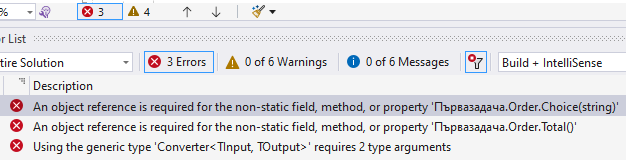 %
3
4
or List
tire Solution
3 Errors
0 of 6 Warnings
0 of 6 Messages
Build + IntelliSense
Description
An object reference is required for the non-static field, method, or property 'Първазадача.Order.Choice(string)'
An object reference is required for the non-static field, method, or property 'Първазадача.Order.Total()'
Using the generic type 'Converter<TInput, TOutput>' requires 2 type arguments